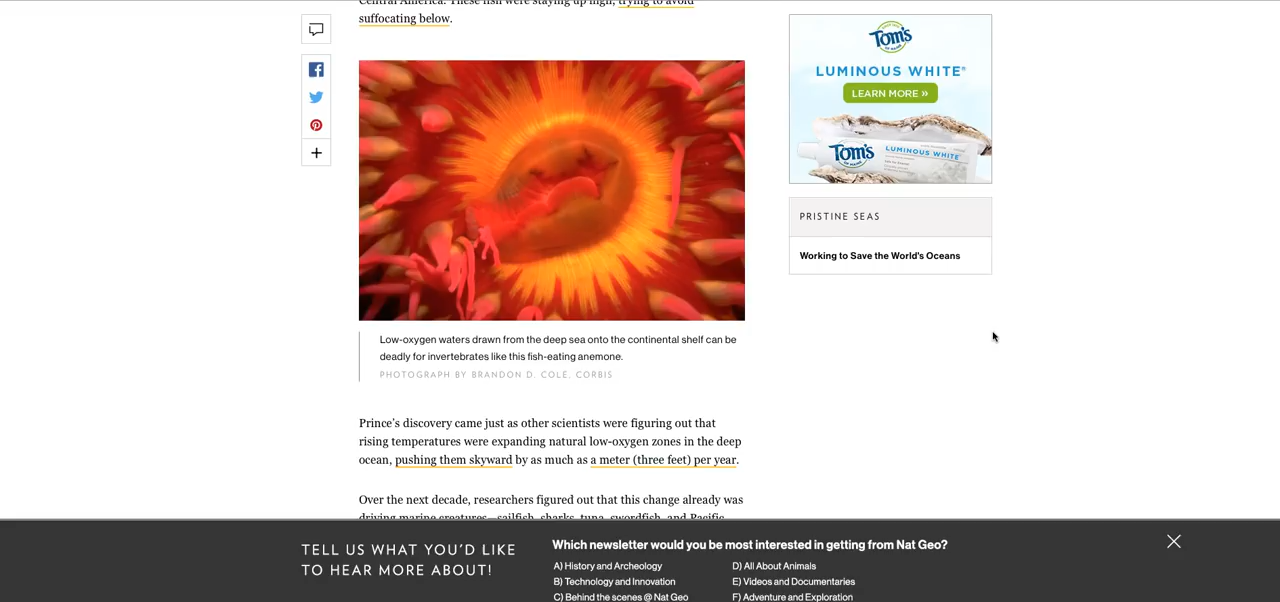 Central America. These fish were staying up high, trying to avoid
suffocating below.
Tom's
OF MAINE
LUMINOUS WHITE®
LEARN MORE »
Tom's
OF MAINE
LUMINOUS WHITE
PRISTINE SEAS
Working to Save the World's Oceans
Low-oxygen waters drawn from the deep sea onto the continental shelf can be
deadly for invertebrates like this fish-eating anemone.
PHOTOGRAPH BY BRANDON D. COLE, CORBIS
Prince's discovery came just as other scientists were figuring out that
rising temperatures were expanding natural low-oxygen zones in the deep
ocean, pushing them skyward by as much as a meter (three feet) per year.
Over the next decade, researchers figured out that this change already was
driving marine creatures—sailfish, sharks, tuna, swordfish, and Pacific
TELL US WHAT YOU'D LIKE
TO HEAR MORE ABOUT!
Which newsletter would you be most interested in getting from Nat Geo?
A) History and Archeology
B) Technology and Innovation
C) Behind the scenes @ Nat Geo
D) All About Animals
E) Videos and Documentaries
F) Adventure and Exploration